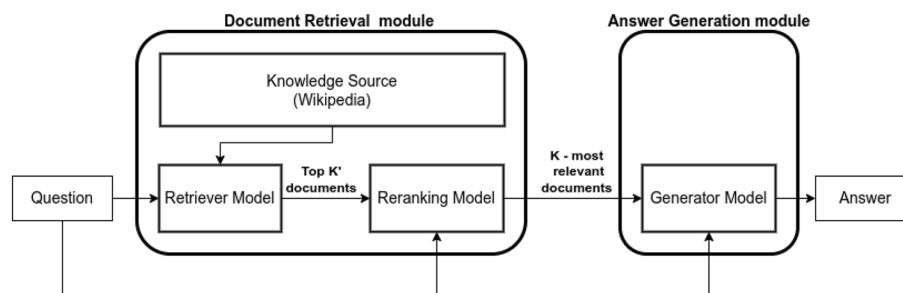 Document Retrieval module
Answer Generation module
Knowledge Source
(Wikipedia)
Question
Retriever Model
Top K'
documents
Reranking Model
K - most
relevant
documents
Generator Model
Answer